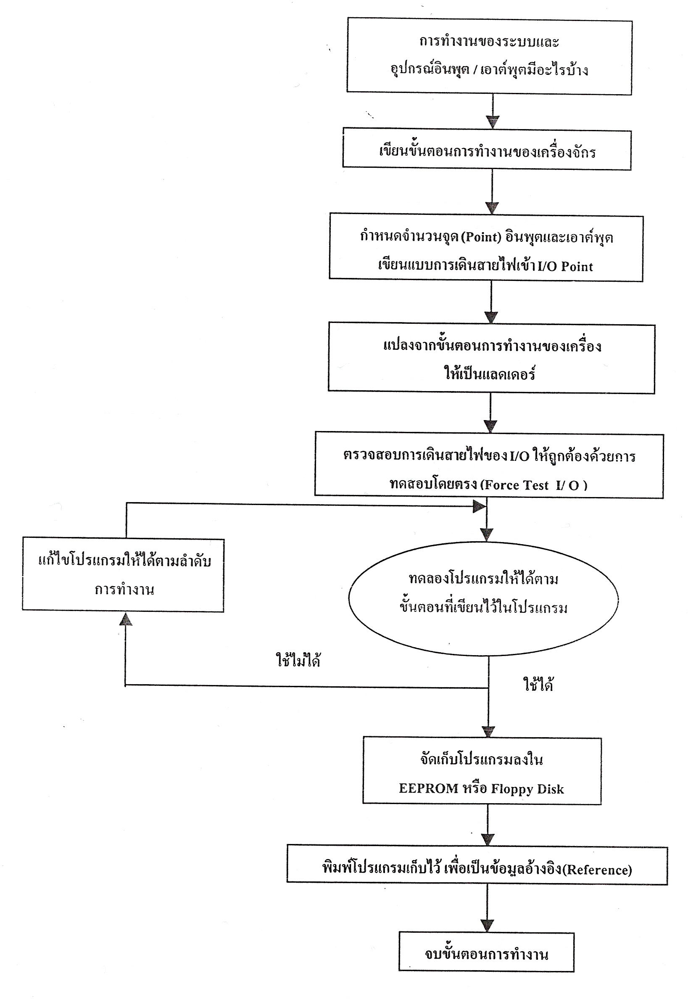 การทำงานของระบบและ
อุปกรณ์อินพุต / เอาต์พุตมีอะไรบ้าง
เขียนขั้นตอนการทำงานของเครื่องจักร
กำหนดจำนวนจุด (Point) อินพุตและเอาต์พุต
เขียนแบบการเดินสายไฟเข้า I/O Point
แปลงจากขั้นตอนการทำงานของเครื่อง
ให้เป็นแลดเดอร์
ตรวจสอบการเดินสายไฟของ I/O ให้ถูกต้องด้วยการ
ทดสอบโดยตรง (Force Test I/ O )
แก้ไขโปรแกรมให้ได้ตามลำดับ
การทำงาน
ทดลองโปรแกรมให้ได้ตาม
ขั้นตอนที่เขียนไว้ในโปรแกรม
ใช้ไม่ได้
ใช้ได้
จัดเก็บโปรแกรมลงใน
EEPROM หรือ Floppy Disk
พิมพ์โปรแกรมเก็บไว้ เพื่อเป็นข้อมูลอ้างอิง(Reference)
จบขั้นตอนการทำงาน